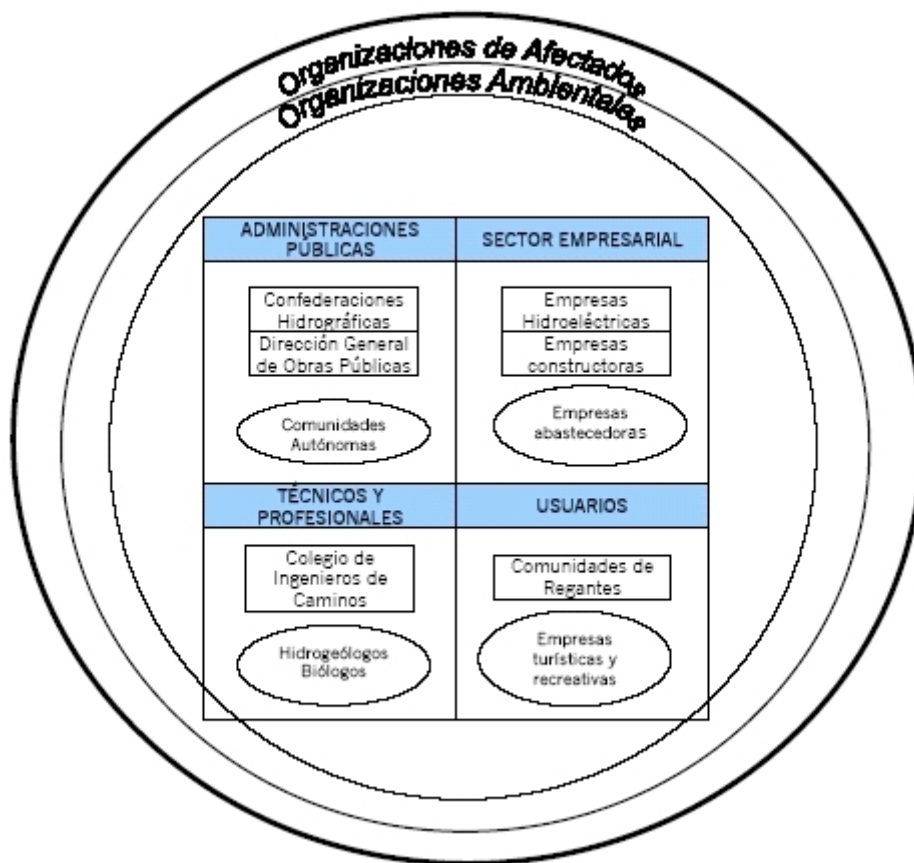 Organizaciones de Afectados
Organizaciones Ambientales
ADMINISTRACIONES
PÚBLICAS
Confederaciones
Hidrográficas
Dirección General
de Obras Públicas
Comunidades
Autónomas
SECTOR EMPRESARIAL
Empresas
Hidroeléctricas
Empresas
constructoras
Empresas
abastecedoras
TÉCNICOS Y
PROFESIONALES
Colegio de
Ingenieros de
Caminos
Hidrogeólogos
Biólogos
USUARIOS
Comunidades de
Regantes
Empresas
turísticas y
recreativas